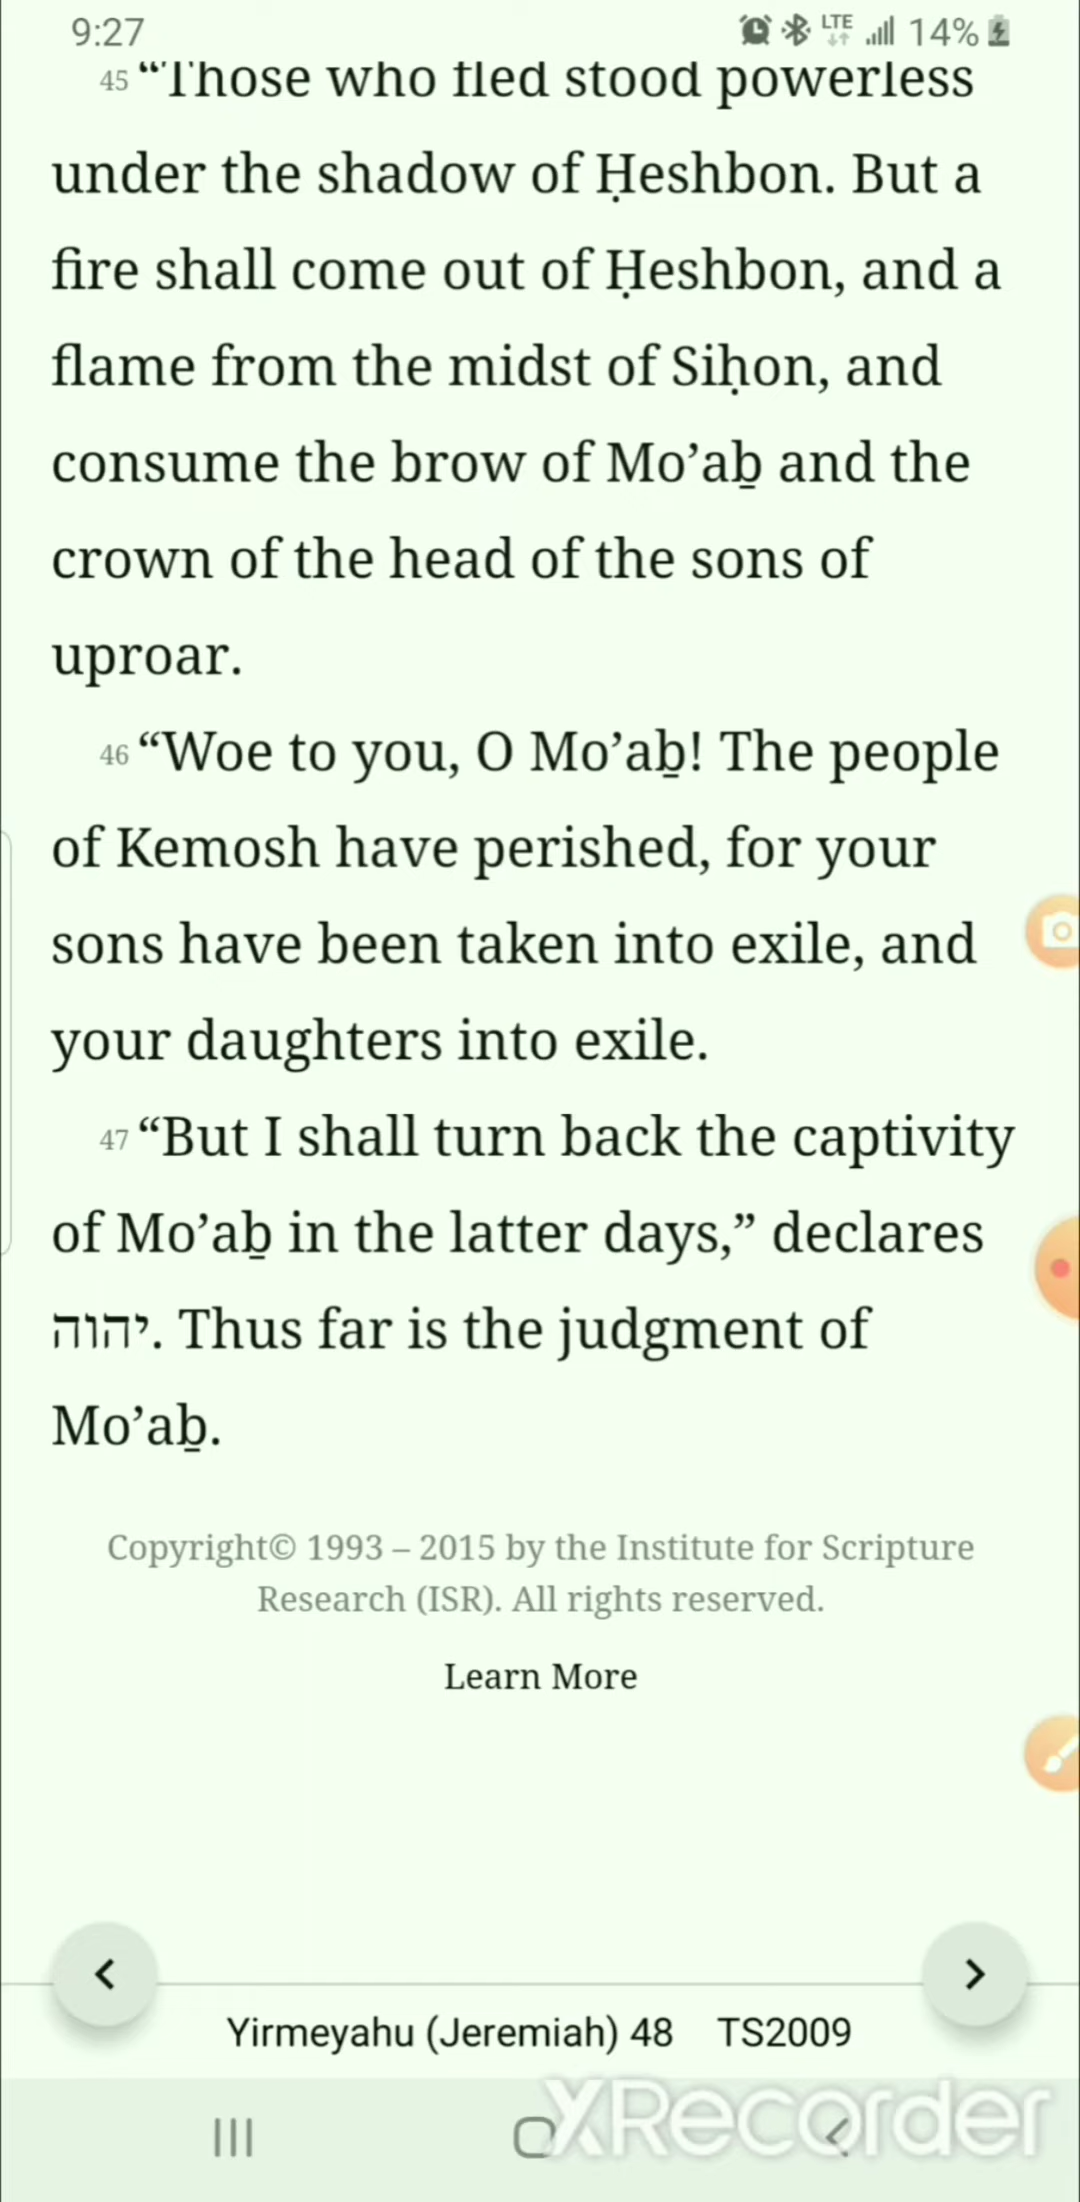 9:27 LTE 14%
45 “Those who fled stood powerless
under the shadow of Ḥeshbon. But a
fire shall come out of Ḥeshbon, and a
flame from the midst of Siḥon, and
consume the brow of Mo’aḇ and the
crown of the head of the sons of
uproar.
46 “Woe to you, O Mo’aḇ! The people
of Kemosh have perished, for your
sons have been taken into exile, and
your daughters into exile.
47 “But I shall turn back the captivity
of Mo’aḇ in the latter days,” declares
יהוה. Thus far is the judgment of
Mo’aḇ.
Copyright© 1993 – 2015 by the Institute for Scripture
Research (ISR). All rights reserved.
Learn More
Yirmeyahu (Jeremiah) 48 TS2009
XRecorder